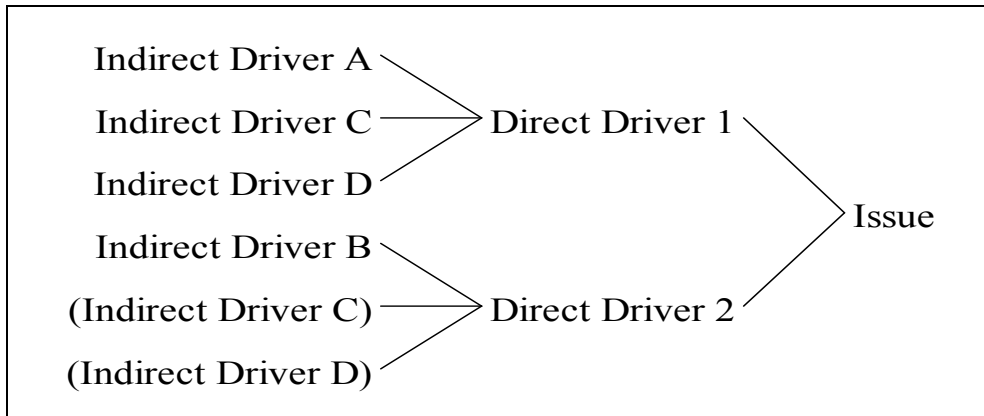 Indirect Driver A
Indirect Driver C
Direct Driver 1
Indirect Driver D
Issue
Indirect Driver B
(Indirect Driver C)
Direct Driver 2
(Indirect Driver D)